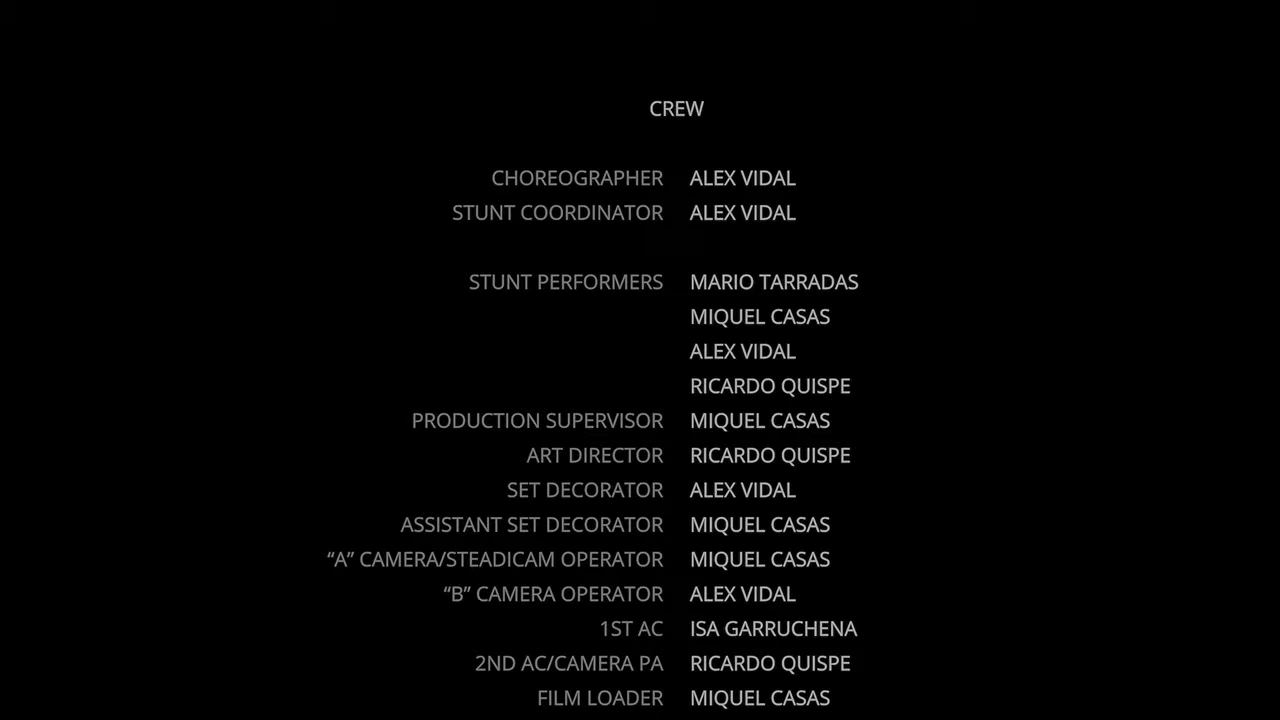 CREW
CHOREOGRAPHER ALEX VIDAL
STUNT COORDINATOR ALEX VIDAL
STUNT PERFORMERS MARIO TARRADAS
MIQUEL CASAS
ALEX VIDAL
RICARDO QUISPE
PRODUCTION SUPERVISOR MIQUEL CASAS
ART DIRECTOR RICARDO QUISPE
SET DECORATOR ALEX VIDAL
ASSISTANT SET DECORATOR MIQUEL CASAS
“A” CAMERA/STEADICAM OPERATOR MIQUEL CASAS
“B” CAMERA OPERATOR ALEX VIDAL
1ST AC ISA GARRUCHENA
2ND AC/CAMERA PA RICARDO QUISPE
FILM LOADER MIQUEL CASAS